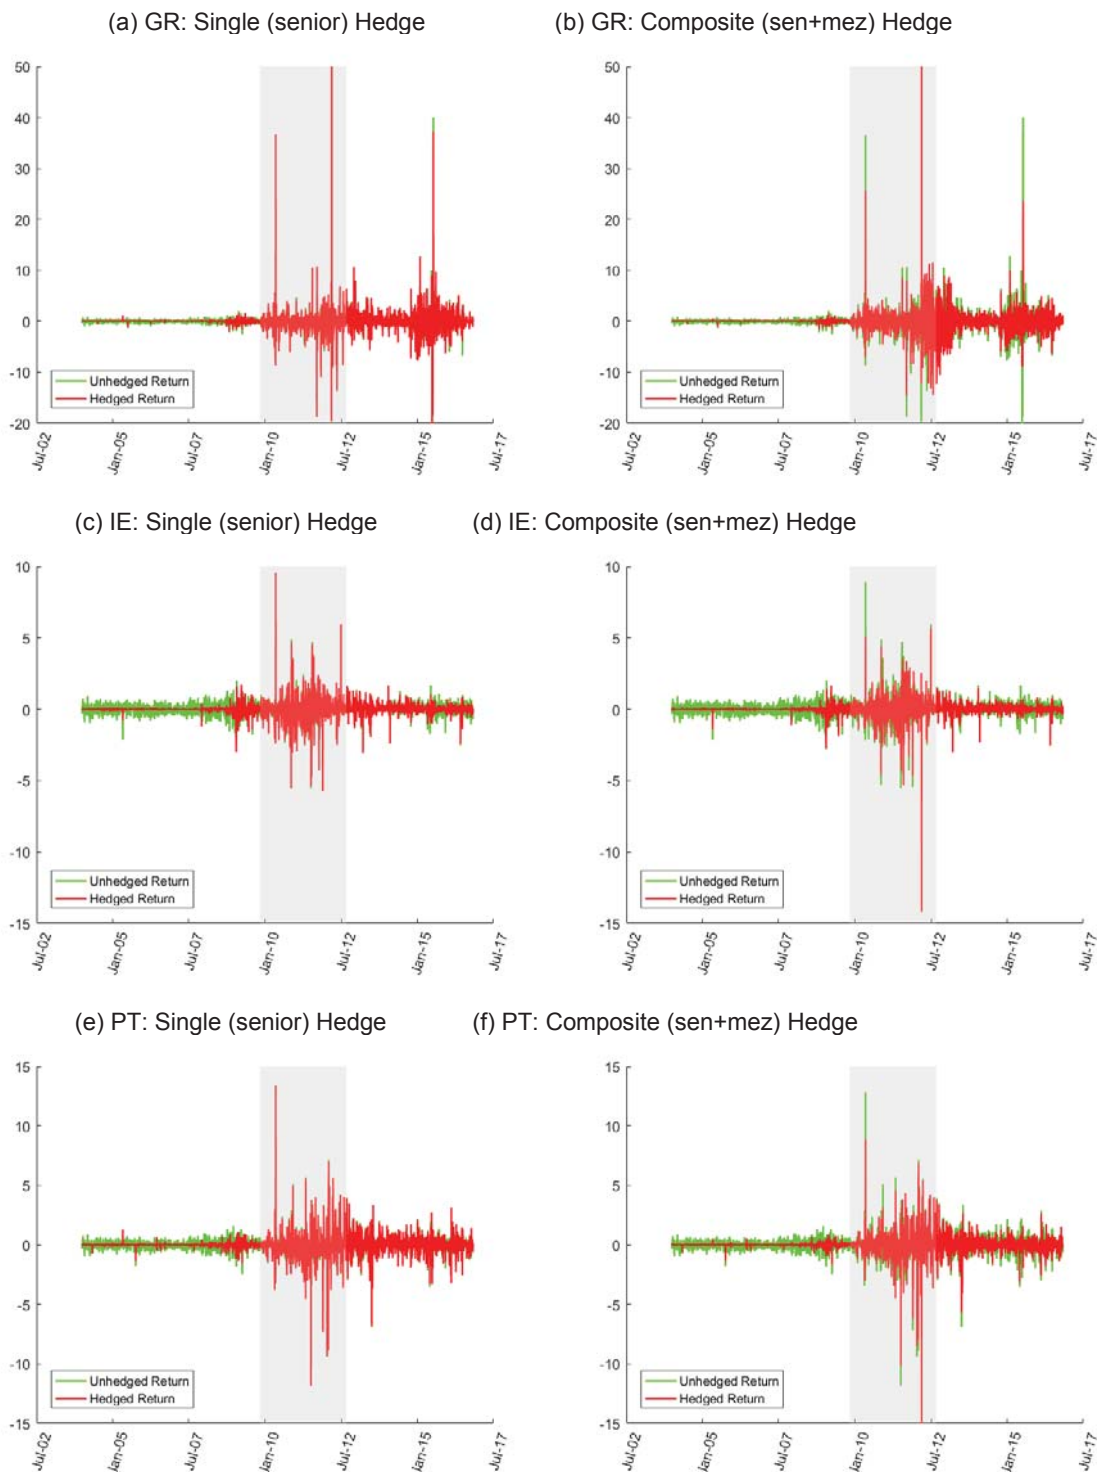 (a) GR: Single (senior) Hedge
(b) GR: Composite (sen+mez) Hedge
50
40
30
20
10
0
-10
-20
Unhedged Return
Hedged Return
Jul-02
Jan-05
Jul-07
Jan-10
Jul-12
Jan-15
Jul-17
50
40
30
20
10
0
-10
-20
Unhedged Return
Hedged Return
Jul-02
Jan-05
Jul-07
Jan-10
Jul-12
Jan-15
Jul-17
(c) IE: Single (senior) Hedge
(d) IE: Composite (sen+mez) Hedge
10
5
0
-5
-10
-15
Unhedged Return
Hedged Return
Jul-02
Jan-05
Jul-07
Jan-10
Jul-12
Jan-15
Jul-17
10
5
0
-5
-10
-15
Unhedged Return
Hedged Return
Jul-02
Jan-05
Jul-07
Jan-10
Jul-12
Jan-15
Jul-17
(e) PT: Single (senior) Hedge
(f) PT: Composite (sen+mez) Hedge
15
10
5
0
-5
-10
-15
Unhedged Return
Hedged Return
Jul-02
Jan-05
Jul-07
Jan-10
Jul-12
Jan-15
Jul-17
15
10
5
0
-5
-10
-15
Unhedged Return
Hedged Return
Jul-02
Jan-05
Jul-07
Jan-10
Jul-12
Jan-15
Jul-17